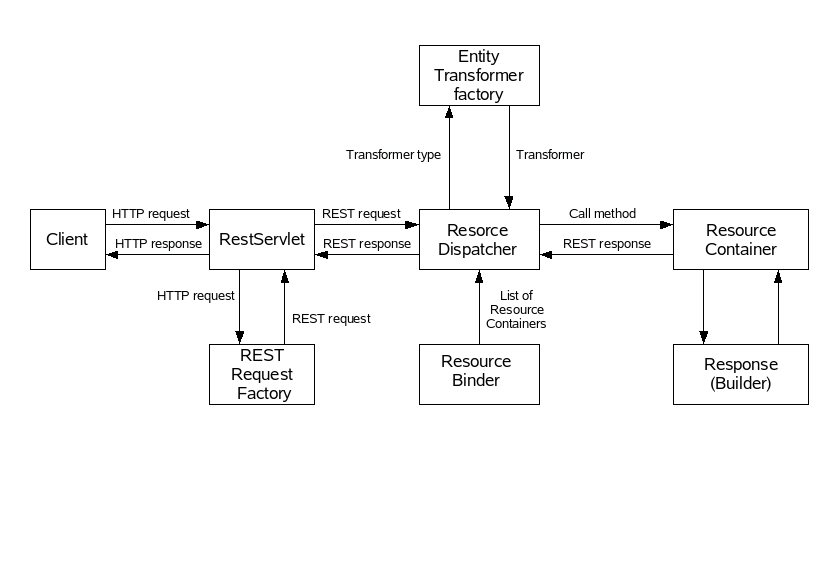 Entity
Transformer
factory
Transformer type
Transformer
HTTP request
REST request
Call method
Client
RestServlet
Resorce
Dispatcher
Resource
Container
HTTP response
REST response
REST response
HTTP request
REST request
List of
Resource
Containers
REST
Request
Factory
Resource
Binder
Response
(Builder)